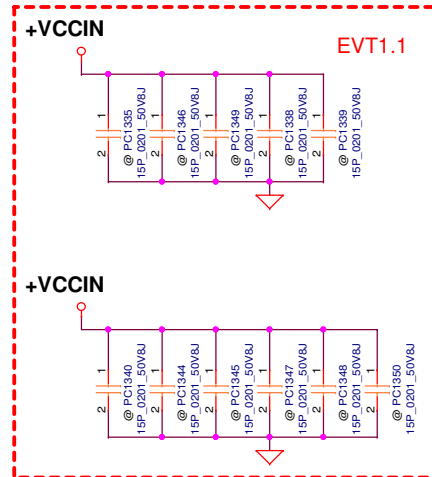 +VCCIN
EVT1.1
1
2
@ PC1335
15P_0201_50V8J
1
2
@ PC1346
15P_0201_50V8J
1
2
@ PC1349
15P_0201_50V8J
1
2
@ PC1338
15P_0201_50V8J
1
2
@ PC1339
15P_0201_50V8J
+VCCIN
1
2
@ PC1340
15P_0201_50V8J
1
2
@ PC1344
15P_0201_50V8J
1
2
@ PC1345
15P_0201_50V8J
1
2
@ PC1347
15P_0201_50V8J
1
2
@ PC1348
15P_0201_50V8J
1
2
@ PC1350
15P_0201_50V8J